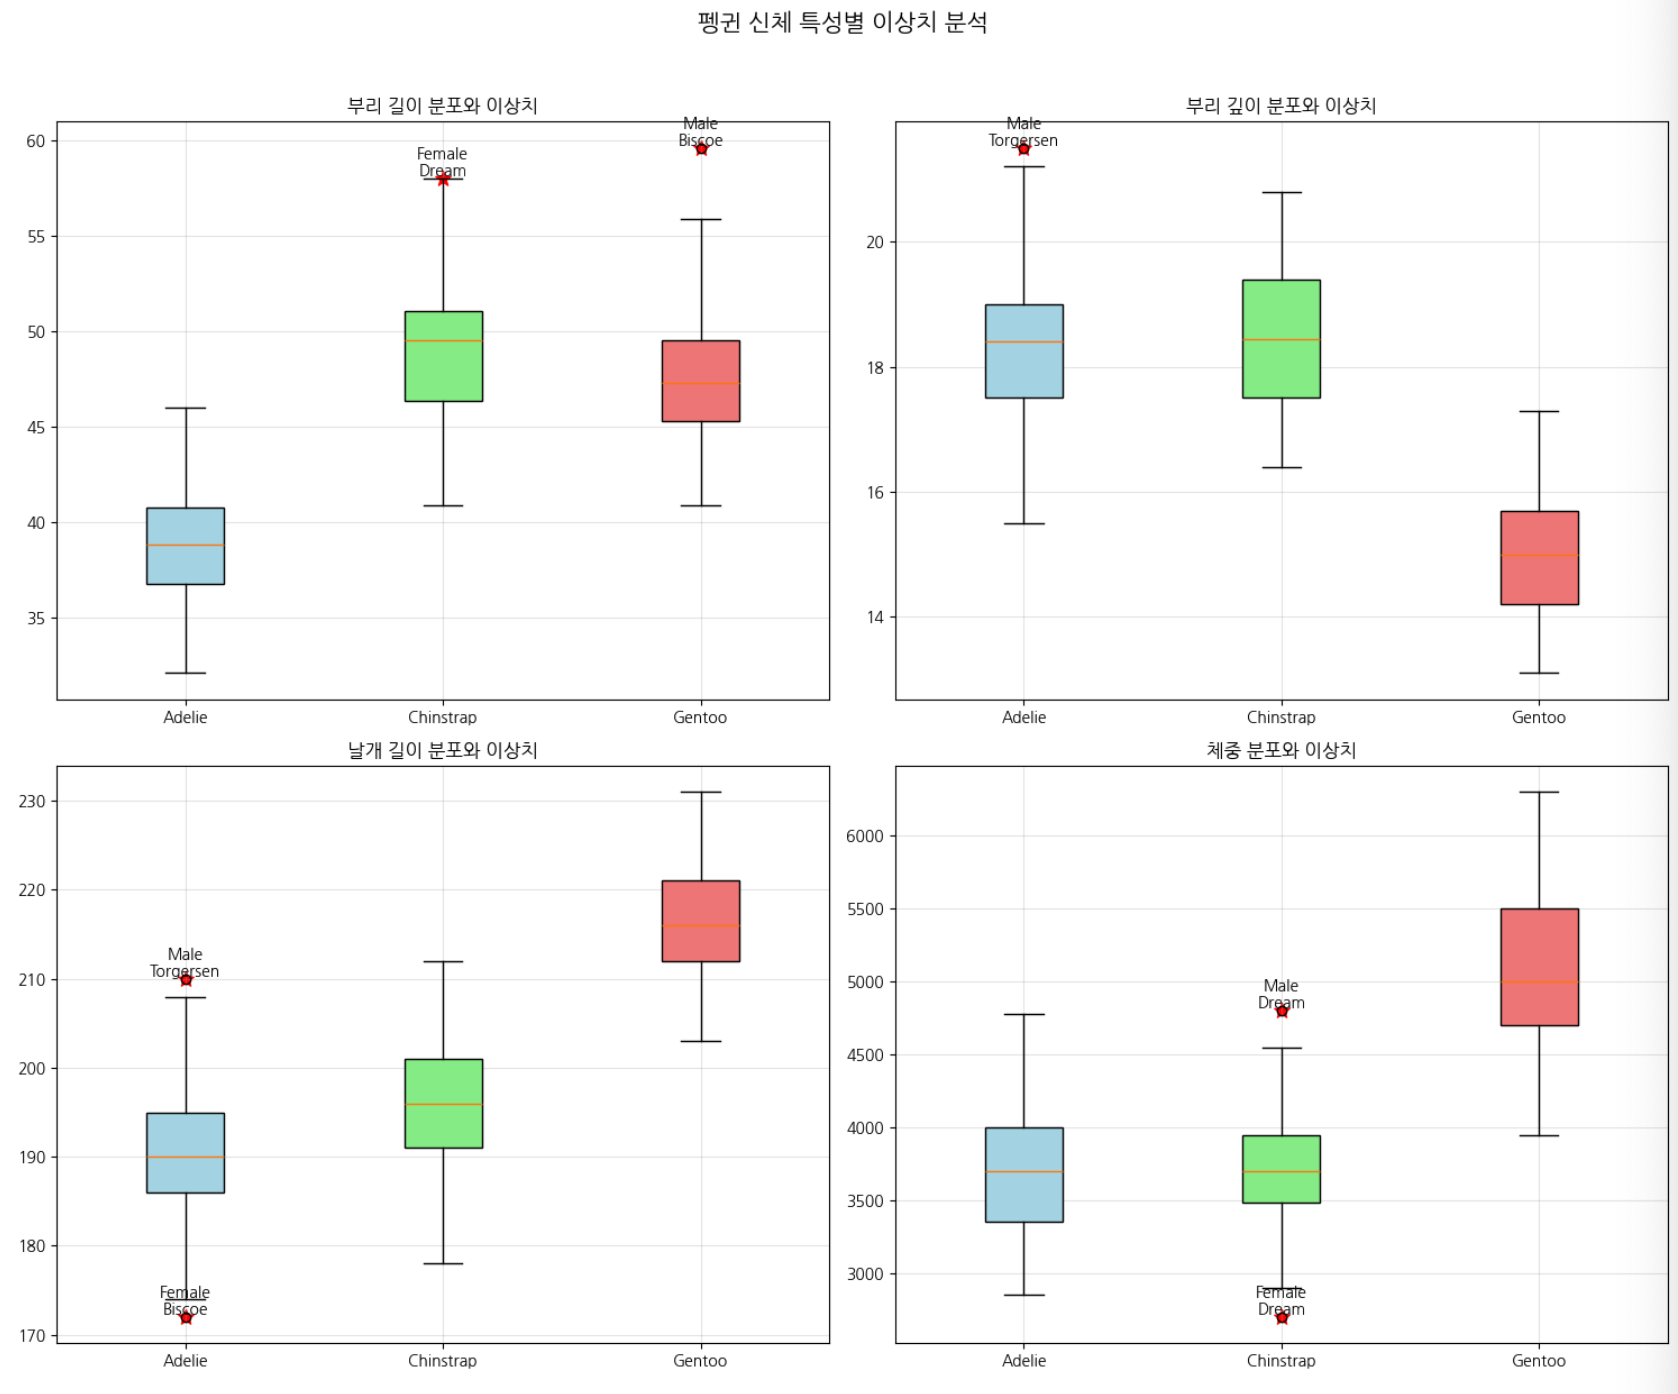 펭귄 신체 특성별 이상치 분석
부리 길이 분포와 이상치
60
55
50
45
40
35
Female
Dream
Male
Biscoe
Adelie
Chinstrap
Gentoo
부리 깊이 분포와 이상치
20
18
16
14
Male
Torgersen
Adelie
Chinstrap
Gentoo
날개 길이 분포와 이상치
230
220
210
200
190
180
170
Male
Torgersen
Female
Biscoe
Adelie
Chinstrap
Gentoo
체중 분포와 이상치
6000
5500
5000
4500
4000
3500
3000
Male
Dream
Female
Dream
Adelie
Chinstrap
Gentoo